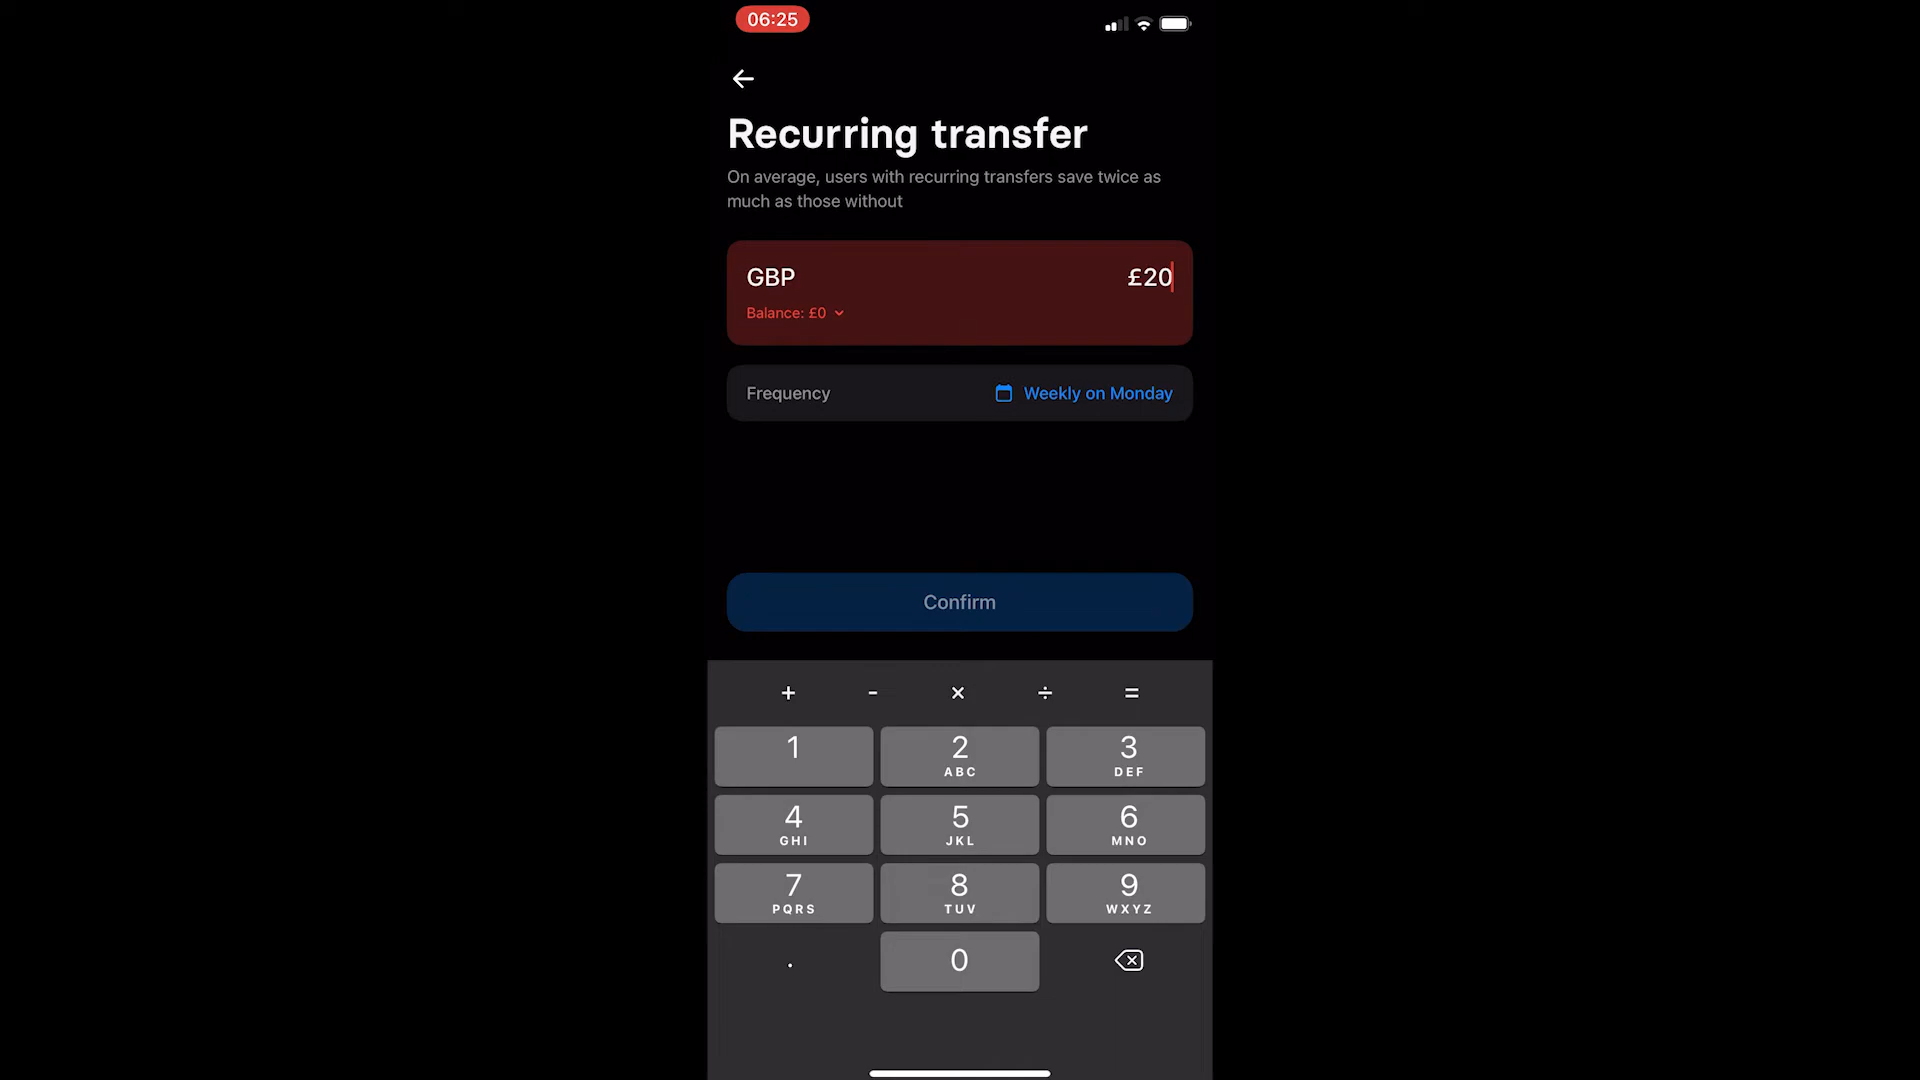 06:25
Recurring transfer
On average, users with recurring transfers save twice as
much as those without
GBP £20
Balance: £0
Frequency Weekly on Monday
Confirm
+ - × ÷ =
1 2 3
ABC DEF
4 5 6
GHI JKL MNO
7 8 9
PQRS TUV WXYZ
. 0